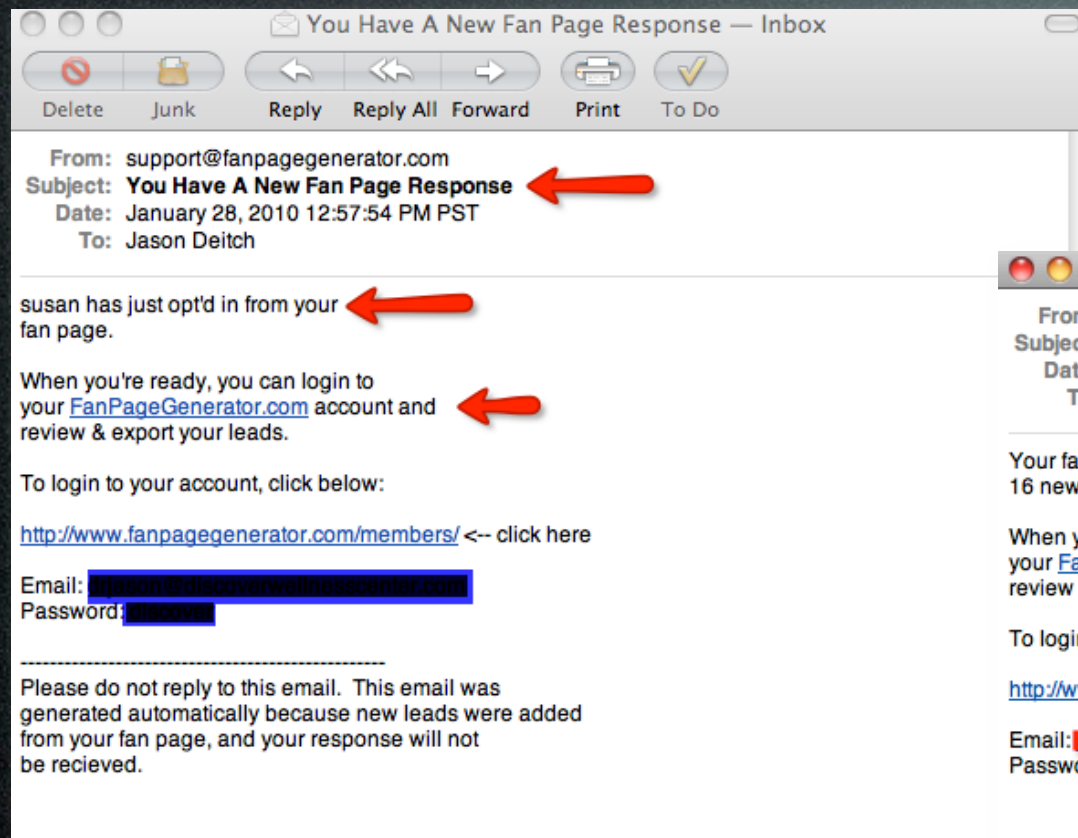 You Have A New Fan Page Response — Inbox
Delete Junk Reply Reply All Forward Print To Do
From: support@fanpagegenerator.com
Subject: You Have A New Fan Page Response
Date: January 28, 2010 12:57:54 PM PST
To: Jason Deitch
susan has just opt'd in from your
fan page.
When you're ready, you can login to
your FanPageGenerator.com account and
review & export your leads.
To login to your account, click below:
http://www.fanpagegenerator.com/members/ <-- click here
Email:
Password:
----------------------------------------------------
Please do not reply to this email.  This email was
generated automatically because new leads were added
from your fan page, and your response will not
be recieved.
Subjec
Dat
T
Your fa
16 new
When y
your Fa
review
To logi
http://w
Email:
Passwo